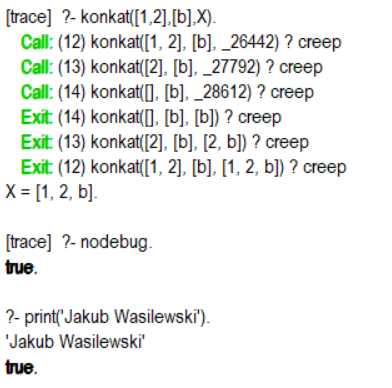 [trace]  ?- konkat([1,2],[b],X).
Call: (12) konkat([1, 2], [b], _26442) ? creep
Call: (13) konkat([2], [b], _27792) ? creep
Call: (14) konkat([], [b], _28612) ? creep
Exit: (14) konkat([], [b], [b]) ? creep
Exit: (13) konkat([2], [b], [2, b]) ? creep
Exit: (12) konkat([1, 2], [b], [1, 2, b]) ? creep
X = [1, 2, b].
[trace]  ?- nodebug.
true.
?- print('Jakub Wasilewski').
'Jakub Wasilewski'
true.